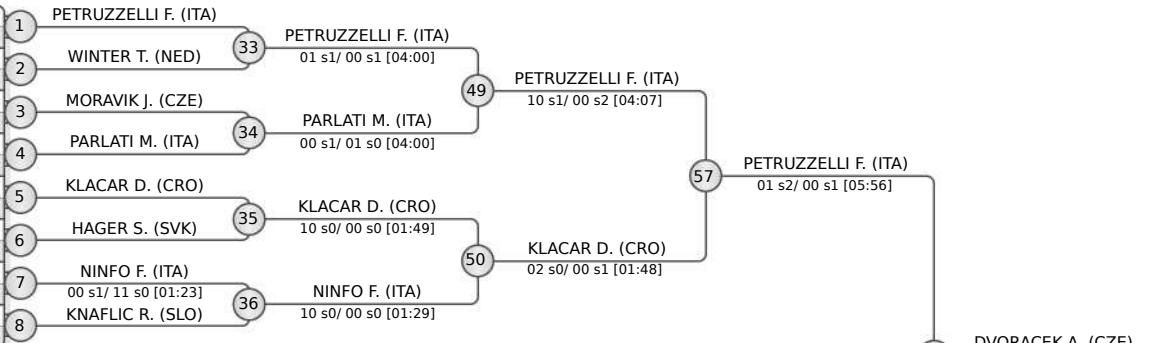 1 PETRUZZELLI F. (ITA)
2 WINTER T. (NED)
33 PETRUZZELLI F. (ITA)
01 s1/ 00 s1 [04:00]
3 MORAVIK J. (CZE)
4 PARLATI M. (ITA)
34 PARLATI M. (ITA)
00 s1/ 01 s0 [04:00]
49 PETRUZZELLI F. (ITA)
10 s1/ 00 s2 [04:07]
5 KLACAR D. (CRO)
6 HAGER S. (SVK)
35 KLACAR D. (CRO)
10 s0/ 00 s0 [01:49]
7 NINFO F. (ITA)
00 s1/ 11 s0 [01:23]
8 KNAFLIC R. (SLO)
36 NINFO F. (ITA)
10 s0/ 00 s0 [01:29]
50 KLACAR D. (CRO)
02 s0/ 00 s1 [01:48]
57 PETRUZZELLI F. (ITA)
01 s2/ 00 s1 [05:56]
DVORACEK A. (CZE)